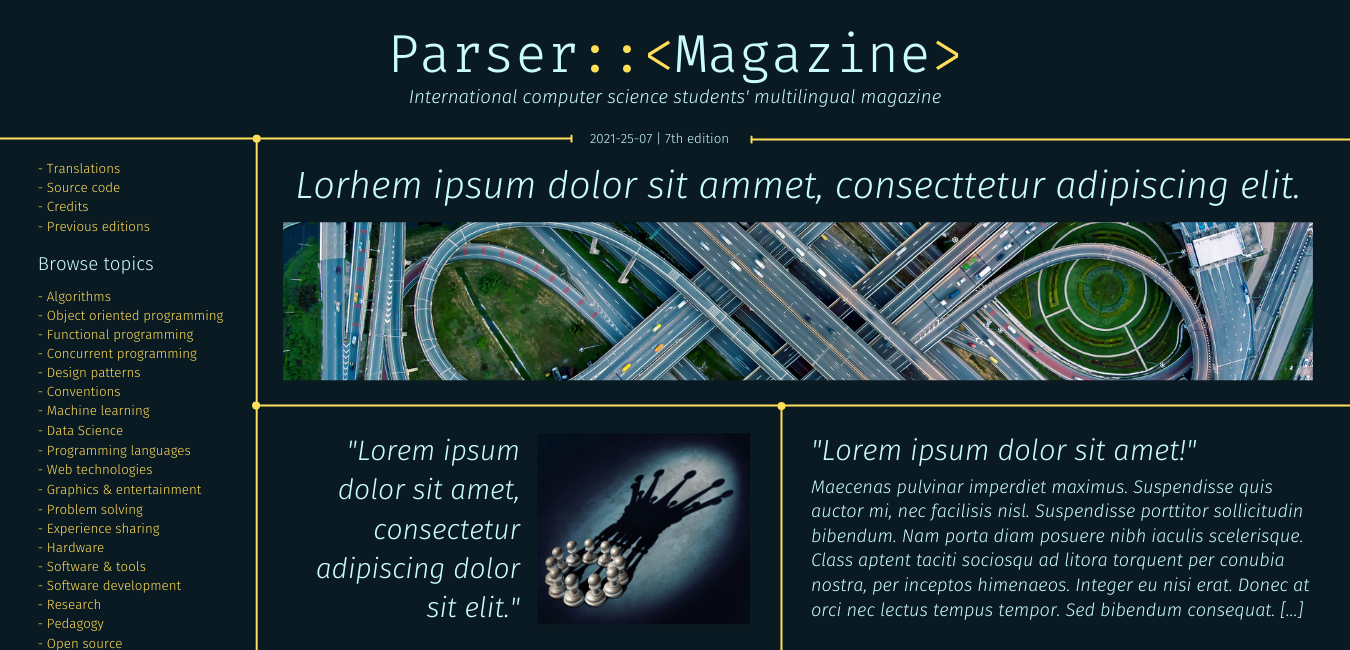 Parser::<Magazine>
International computer science students' multilingual magazine
2021-25-07 | 7th edition
- Translations
- Source code
- Credits
- Previous editions
Browse topics
- Algorithms
- Object oriented programming
- Functional programming
- Concurrent programming
- Design patterns
- Conventions
- Machine learning
- Data Science
- Programming languages
- Web technologies
- Graphics & entertainment
- Problem solving
- Experience sharing
- Hardware
- Software & tools
- Software development
- Research
- Pedagogy
- Open source
Lorhem ipsum dolor sit ammet, consecttetur adipiscing elit.
"Lorem ipsum
dolor sit amet,
consectetur
adipiscing dolor
sit elit."
"Lorem ipsum dolor sit amet!"
Maecenas pulvinar imperdiet maximus. Suspendisse quis
auctor mi, nec facilisis nisl. Suspendisse porttitor sollicitudin
bibendum. Nam porta diam posuere nibh iaculis scelerisque.
Class aptent taciti sociosqu ad litora torquent per conubia
nostra, per inceptos himenaeos. Integer eu nisi erat. Donec at
orci nec lectus tempus tempor. Sed bibendum consequat. [...]